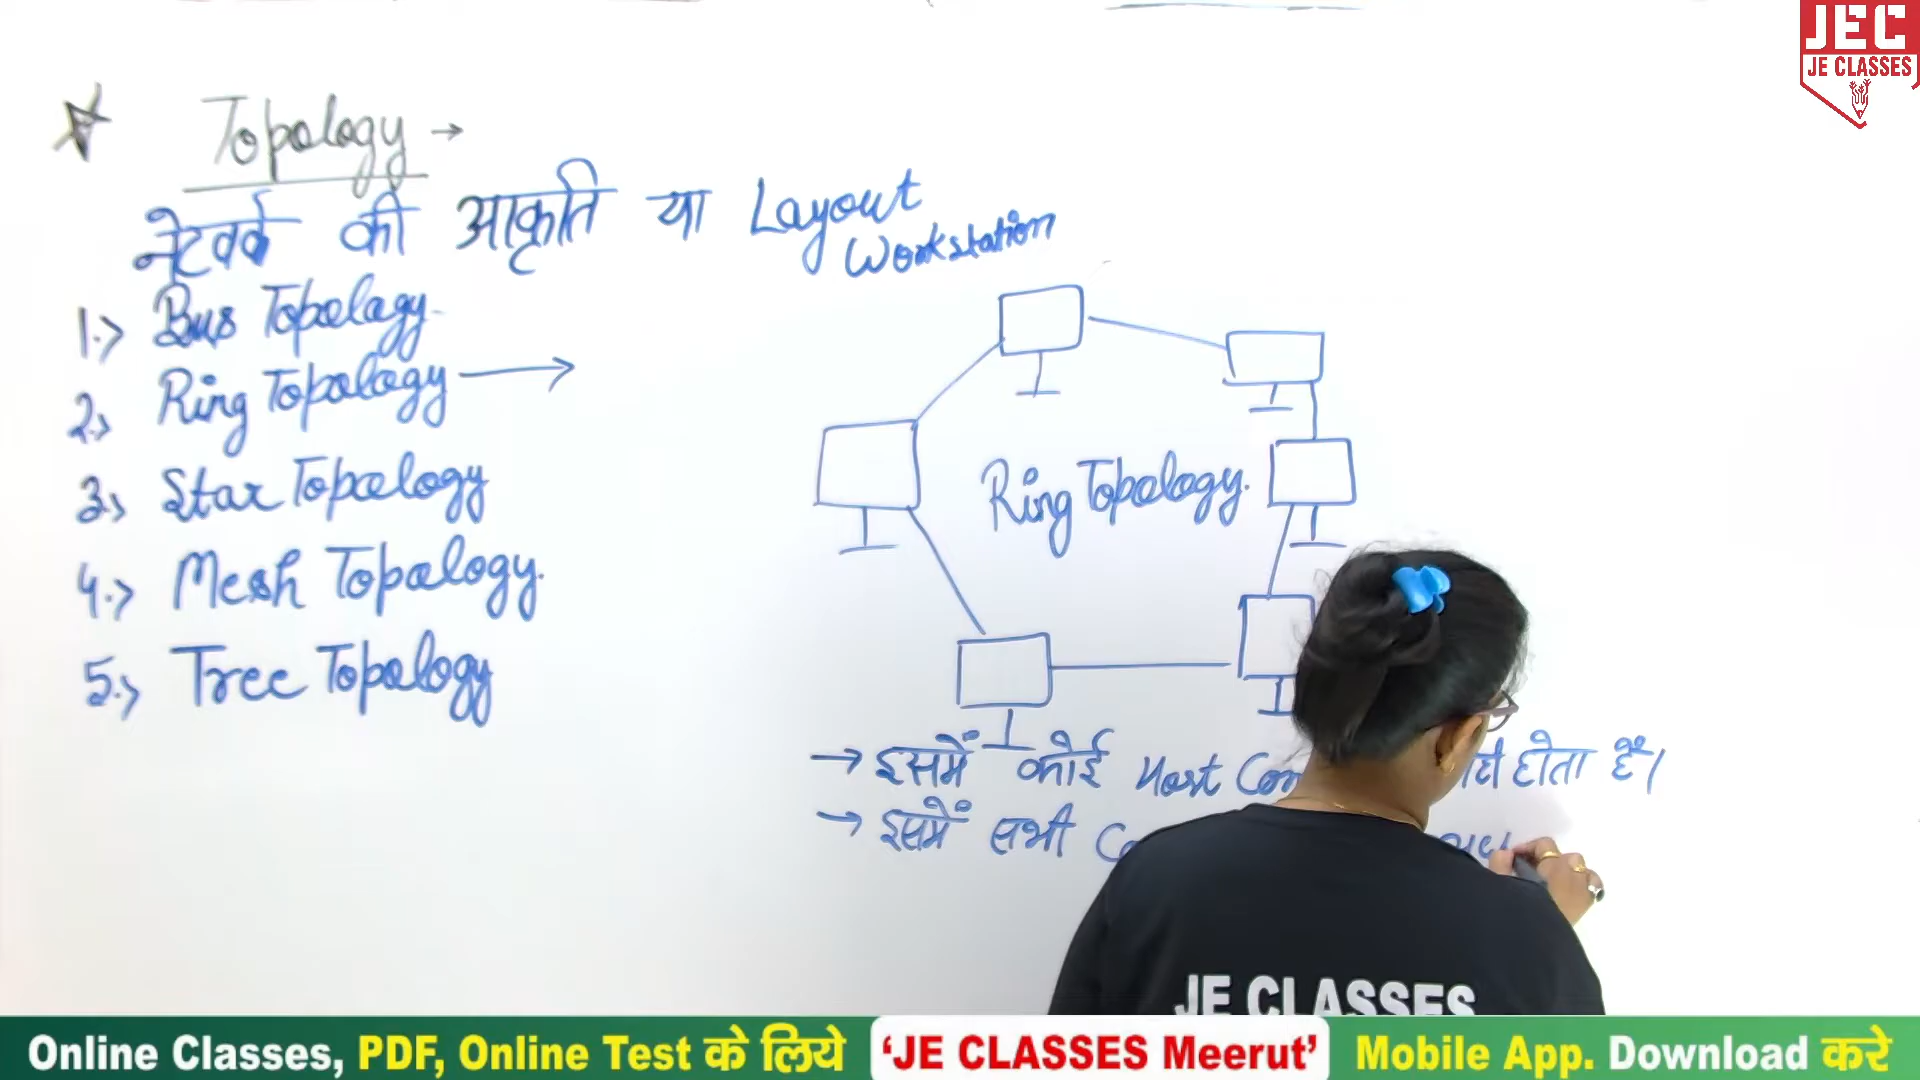 JEC
JE CLASSES
Topology →
नेटवर्क की आकृति या Layout
Workstation
1.> Bus Topology.
2.> Ring Topology →
3.> Star Topology
4.> Mesh Topology.
5.> Tree Topology
Ring Topology.
→ इसमें कोई Host होता है।
→ इसमें सभी
JE CLASSES
Online Classes, PDF, Online Test के लिये 'JE CLASSES Meerut' Mobile App. Download करे